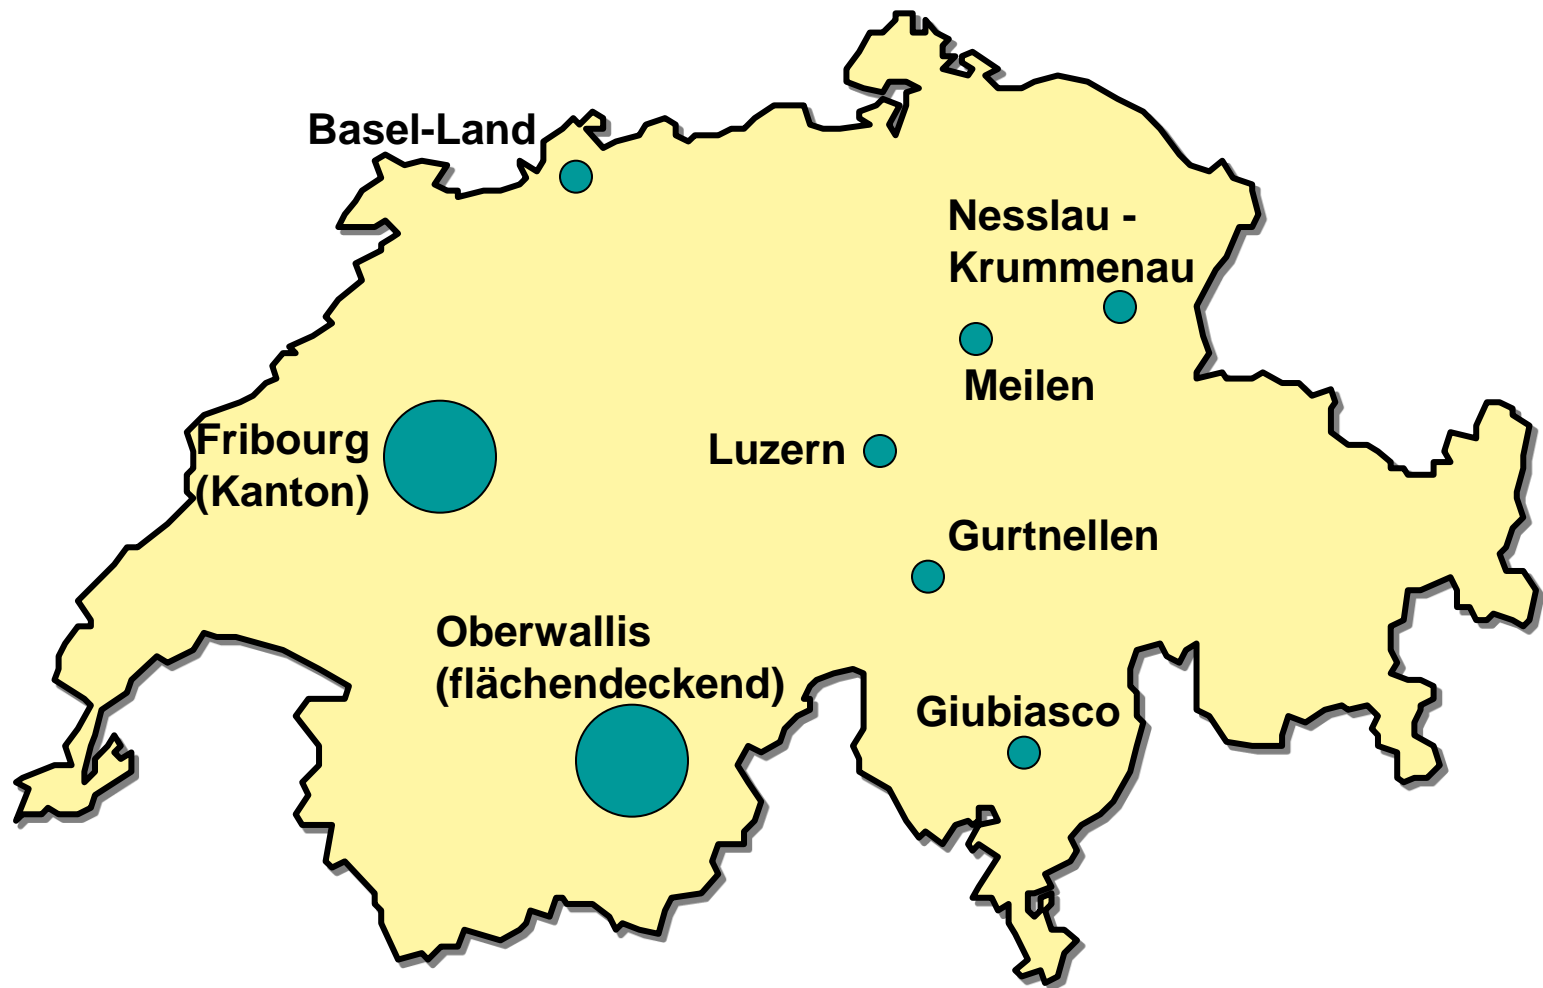 Basel-Land
Nesslau -
Krummenau
Meilen
Fribourg
(Kanton)
Luzern
Gurtnellen
Oberwallis
(flächendeckend)
Giubiasco